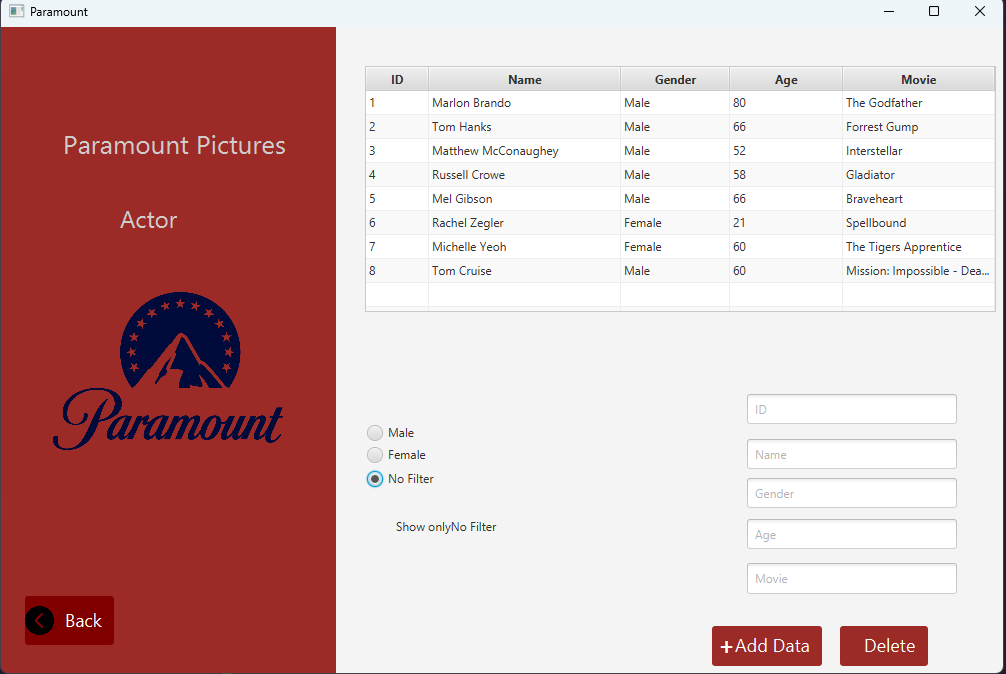 Paramount
Paramount Pictures
Actor
Paramount
Back
ID Name Gender Age Movie
1 Marlon Brando Male 80 The Godfather
2 Tom Hanks Male 66 Forrest Gump
3 Matthew McConaughey Male 52 Interstellar
4 Russell Crowe Male 58 Gladiator
5 Mel Gibson Male 66 Braveheart
6 Rachel Zegler Female 21 Spellbound
7 Michelle Yeoh Female 60 The Tigers Apprentice
8 Tom Cruise Male 60 Mission: Impossible - Dea...
Male
Female
No Filter
Show onlyNo Filter
ID
Name
Gender
Age
Movie
+Add Data
Delete